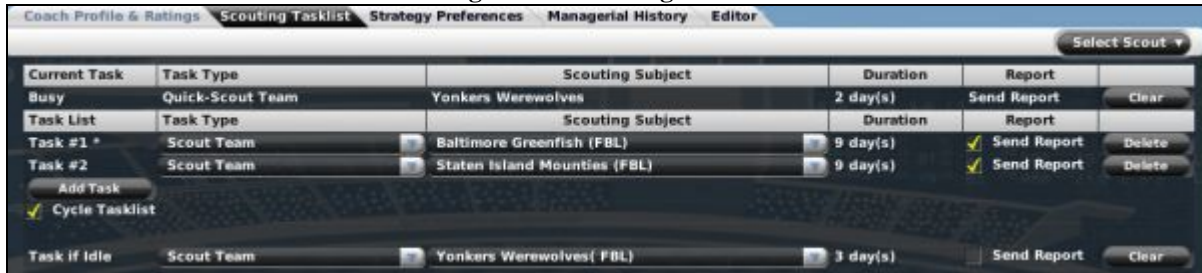 Coach Profile & Ratings Scouting Tasklist Strategy Preferences Managerial History Editor
Select Scout
Current Task Task Type Scouting Subject Duration Report
Busy Quick-Scout Team Yonkers Werewolves 2 day(s) Send Report Clear
Task List Task Type Scouting Subject Duration Report
Task #1 * Scout Team Baltimore Greenfish (FBL) 9 day(s) Send Report Delete
Task #2 Scout Team Staten Island Mounties (FBL) 9 day(s) Send Report Delete
Add Task
Cycle Tasklist
Task if Idle Scout Team Yonkers Werewolves( FBL) 3 day(s) Send Report Clear